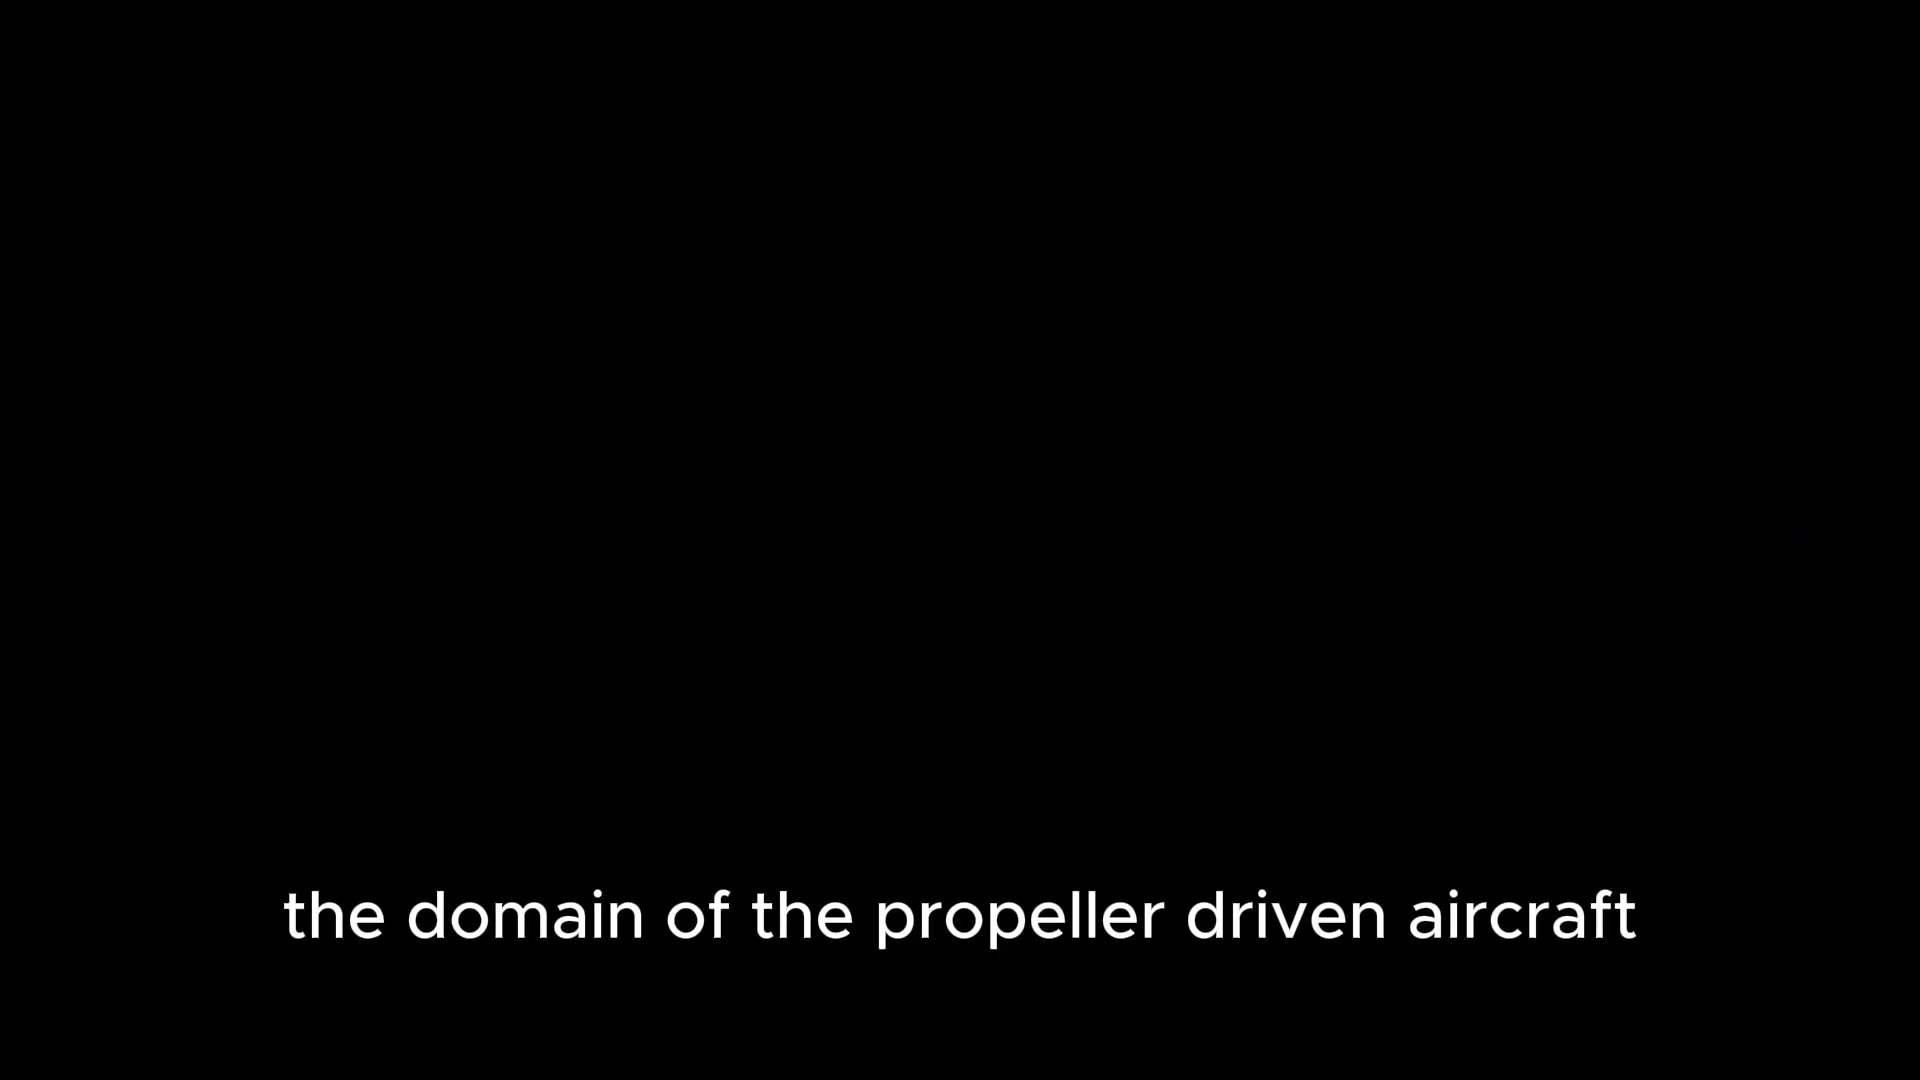 the domain of the propeller driven aircraft